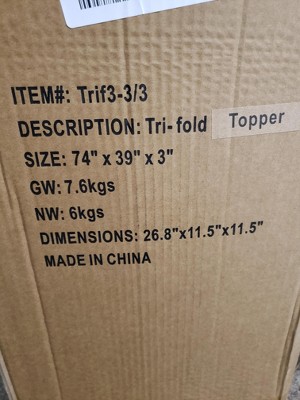 ITEM#: Trif3-3/3
DESCRIPTION: Tri-fold Topper
SIZE: 74" x 39" x 3"
GW: 7.6kgs
NW: 6kgs
DIMENSIONS: 26.8"x11.5"x11.5"
MADE IN CHINA